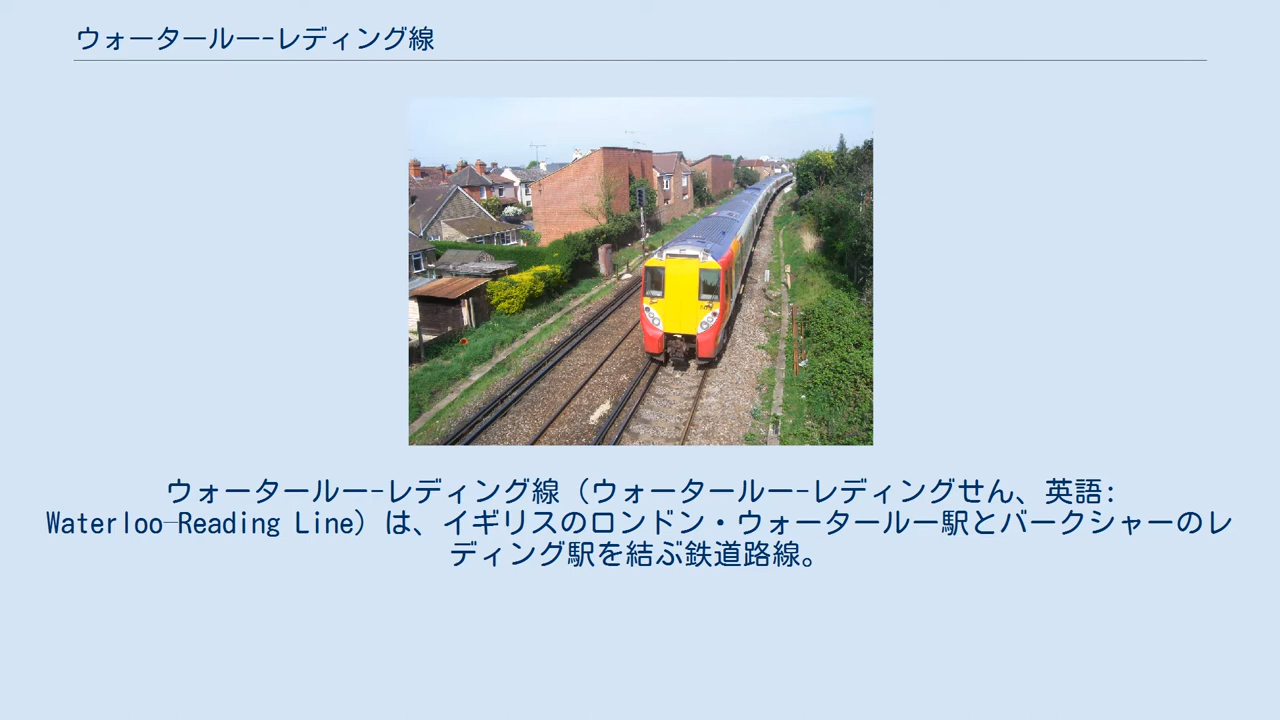 ウォータールー-レディング線
ウォータールー-レディング線（ウォータールー-レディングせん、英語:
Waterloo–Reading Line）は、イギリスのロンドン・ウォータールー駅とバークシャーのレ
ディング駅を結ぶ鉄道路線。